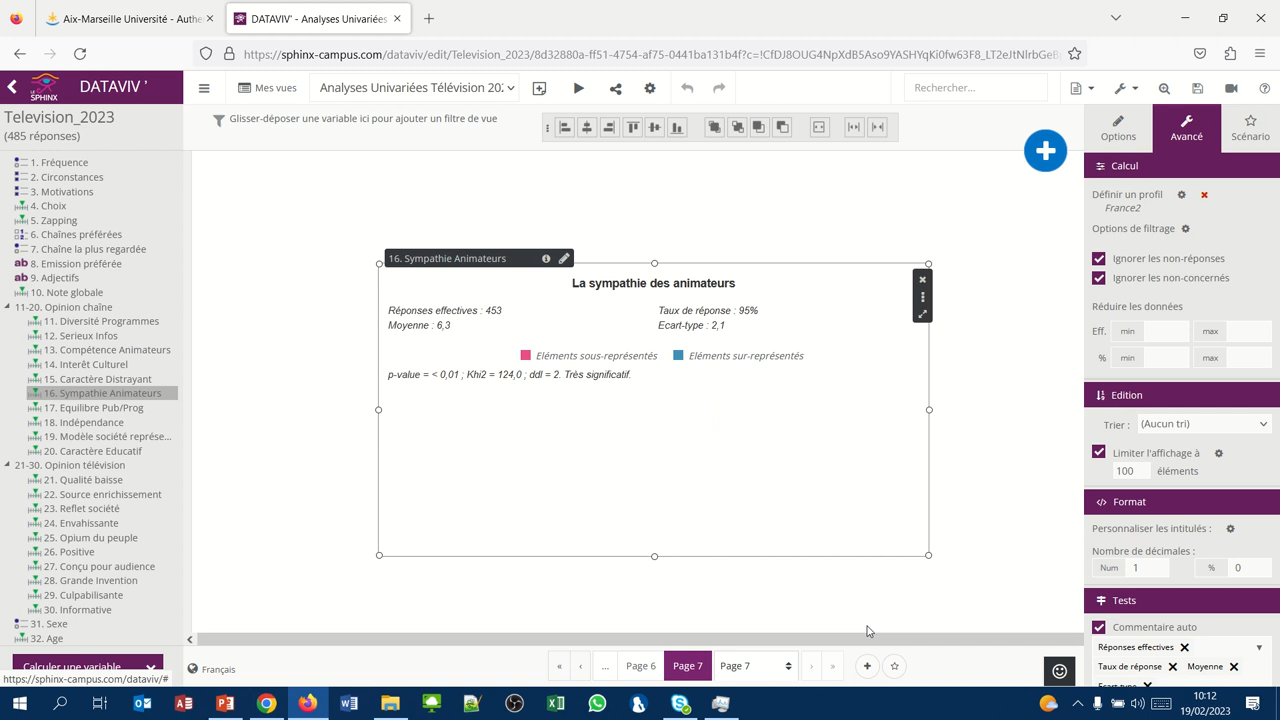 Aix-Marseille Université - Authe
DATAVIV' - Analyses Univariées
https://sphinx-campus.com/dataviv/edit/Television_2023/8d32880a-ff51-4754-af75-0441ba131b4f?c=!CfDJ8OUG4NpXdB5Aso9YASHYqKi0fw63F8_LT2eJtNlrbGeB
LE SPHINX
DATAVIV '
Mes vues
Analyses Univariées Télévision 202
Rechercher...
Television_2023
(485 réponses)
Glisser-déposer une variable ici pour ajouter un filtre de vue
1. Fréquence
2. Circonstances
3. Motivations
4. Choix
5. Zapping
6. Chaînes préférées
7. Chaîne la plus regardée
8. Emission préférée
9. Adjectifs
10. Note globale
11-20. Opinion chaîne
11. Diversité Programmes
12. Serieux Infos
13. Compétence Animateurs
14. Interêt Culturel
15. Caractère Distrayant
16. Sympathie Animateurs
17. Equilibre Pub/Prog
18. Indépendance
19. Modèle société représe...
20. Caractère Educatif
21-30. Opinion télévision
21. Qualité baisse
22. Source enrichissement
23. Reflet société
24. Envahissante
25. Opium du peuple
26. Positive
27. Conçu pour audience
28. Grande Invention
29. Culpabilisante
30. Informative
31. Sexe
32. Age
Calculer une variable
https://sphinx-campus.com/dataviv/#
16. Sympathie Animateurs
La sympathie des animateurs
Réponses effectives : 453
Taux de réponse : 95%
Moyenne : 6,3
Ecart-type : 2,1
Eléments sous-représentés
Eléments sur-représentés
p-value = < 0,01 ; Khi2 = 124,0 ; ddl = 2. Très significatif.
Français
«
‹
...
Page 6
Page 7
Page 7
›
»
Options
Avancé
Scénario
Calcul
Définir un profil
France2
Options de filtrage
Ignorer les non-réponses
Ignorer les non-concernés
Réduire les données
Eff.
min
max
%
min
max
Edition
Trier :
(Aucun tri)
Limiter l'affichage à
100
éléments
Format
Personnaliser les intitulés :
Nombre de décimales :
Num
1
%
0
Tests
Commentaire auto
Réponses effectives
Taux de réponse
Moyenne
Ecart-type
10:12
19/02/2023